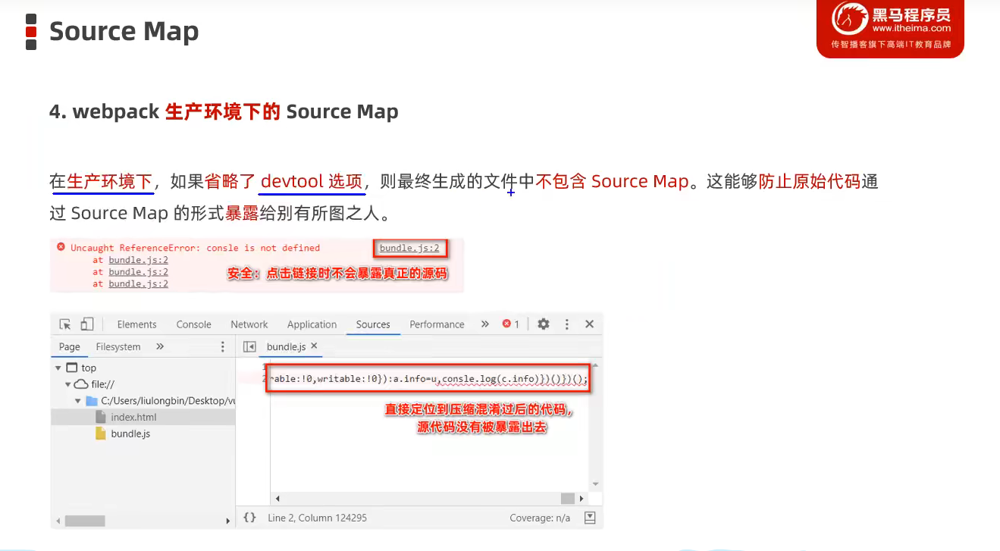 Source Map
黑马程序员
www.itheima.com
传智播客旗下高端IT教育品牌
4. webpack 生产环境下的 Source Map
在生产环境下，如果省略了 devtool 选项，则最终生成的文件中不包含 Source Map。这能够防止原始代码通
过 Source Map 的形式暴露给别有所图之人。
Uncaught ReferenceError: consle is not defined bundle.js:2
at bundle.js:2
at bundle.js:2
at bundle.js:2
安全：点击链接时不会暴露真正的源码
Elements Console Network Application Sources Performance » 1
Page Filesystem » bundle.js ×
top
file://
C:/Users/liulongbin/Desktop/vu
index.html
bundle.js
1
2 rable:!0,writable:!0}):a.info=u,consle.log(c.info)})()})();
直接定位到压缩混淆过后的代码，
源代码没有被暴露出去
{} Line 2, Column 124295 Coverage: n/a